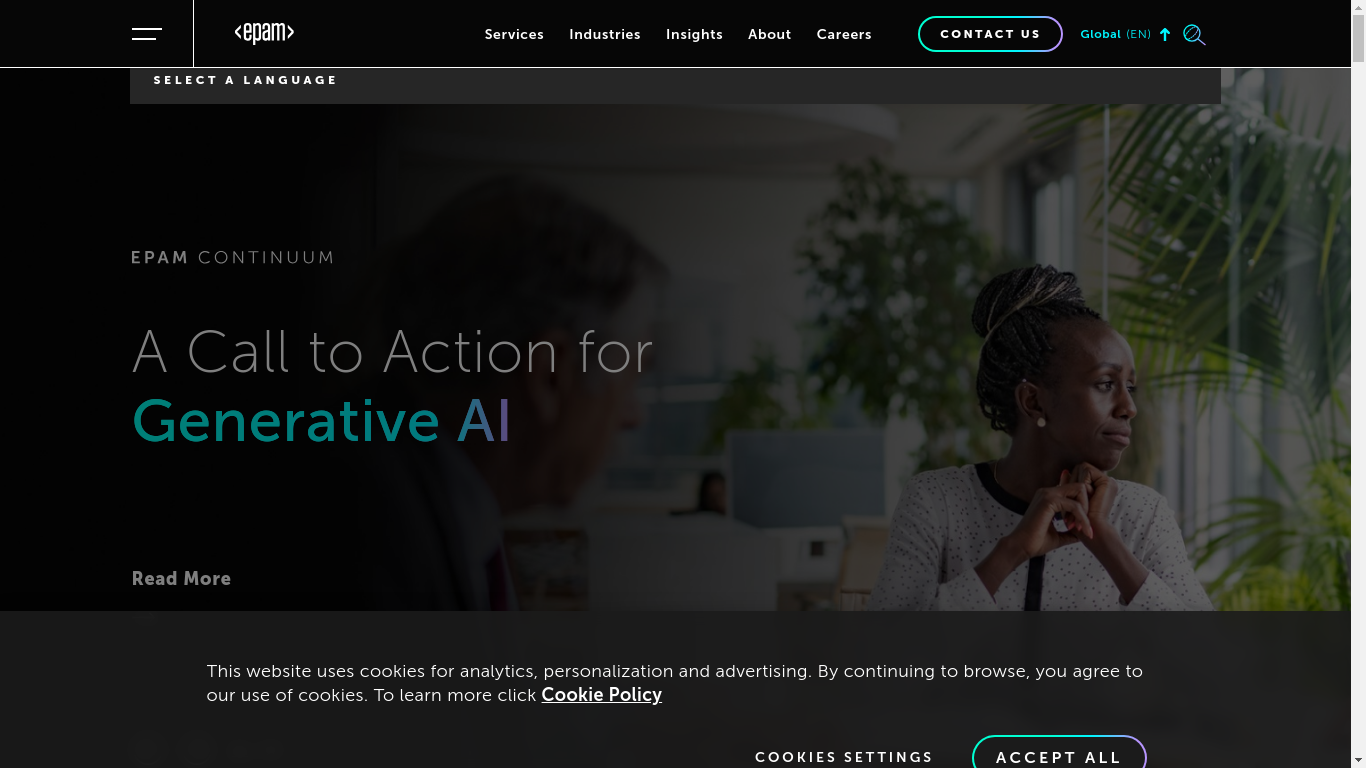 <epam>
Services
Industries
Insights
About
Careers
CONTACT US
Global (EN)
SELECT A LANGUAGE
EPAM CONTINUUM
A Call to Action for
Generative AI
Read More
This website uses cookies for analytics, personalization and advertising. By continuing to browse, you agree to
our use of cookies. To learn more click Cookie Policy
COOKIES SETTINGS
ACCEPT ALL